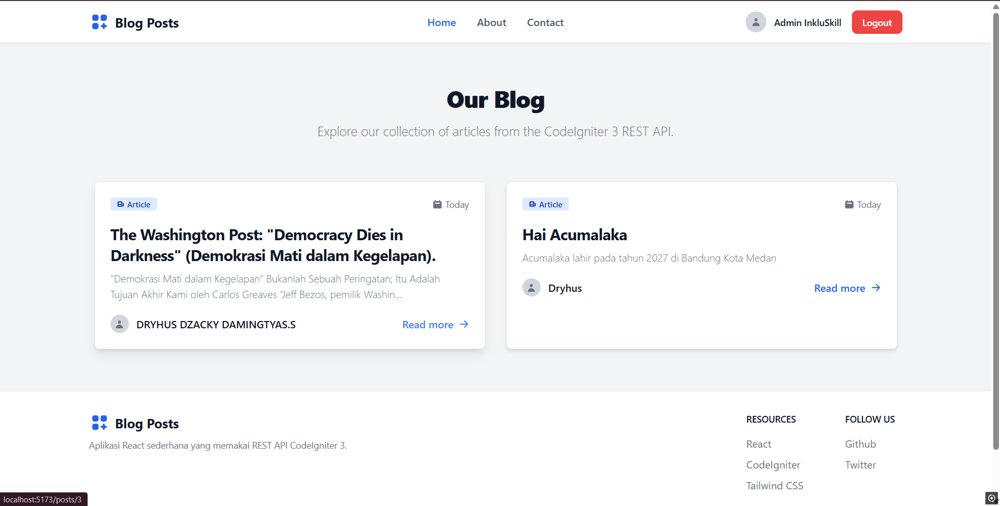 Blog Posts
Home
About
Contact
Admin InkluSkill
Logout
Our Blog
Explore our collection of articles from the CodeIgniter 3 REST API.
Article
Today
The Washington Post: "Democracy Dies in
Darkness" (Demokrasi Mati dalam Kegelapan).
“Demokrasi Mati dalam Kegelapan” Bukanlah Sebuah Peringatan; Itu Adalah
Tujuan Akhir Kami oleh Carlos Greaves “Jeff Bezos, pemilik Washin...
DRYHUS DZACKY DAMINGTYAS.S
Read more
Article
Today
Hai Acumalaka
Acumalaka lahir pada tahun 2027 di Bandung Kota Medan
Dryhus
Read more
Blog Posts
Aplikasi React sederhana yang memakai REST API CodeIgniter 3.
RESOURCES
React
CodeIgniter
Tailwind CSS
FOLLOW US
Github
Twitter
localhost:5173/posts/3